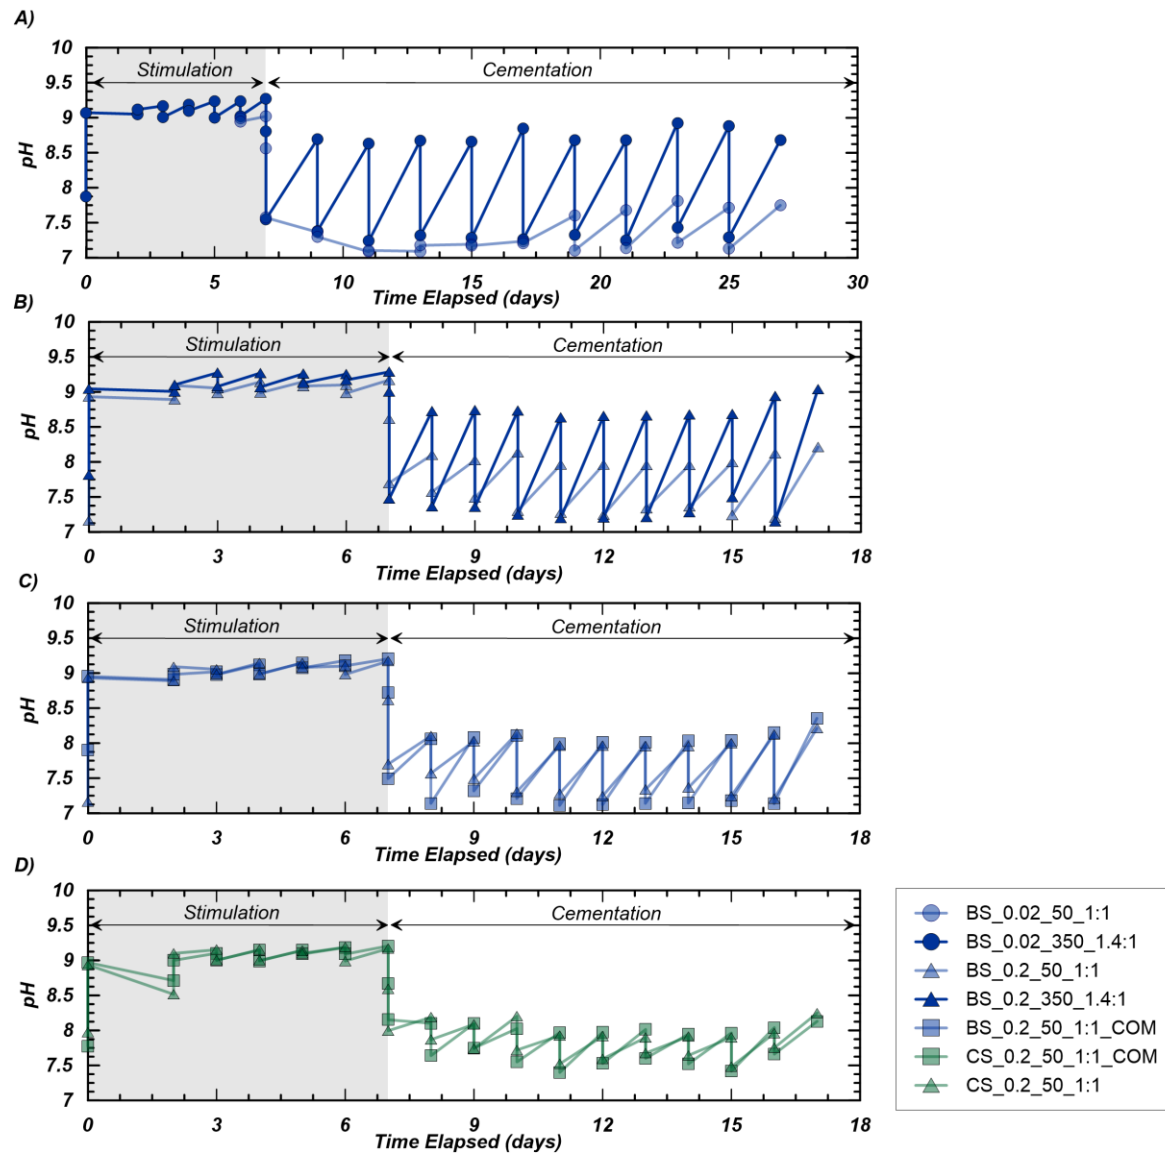 A)
10
9.5
9
8.5
8
7.5
7
pH
Stimulation
Cementation
0 5 10 15 20 25 30
Time Elapsed (days)
B)
10
9.5
9
8.5
8
7.5
7
pH
Stimulation
Cementation
0 3 6 9 12 15 18
Time Elapsed (days)
C)
10
9.5
9
8.5
8
7.5
7
pH
Stimulation
Cementation
0 3 6 9 12 15 18
Time Elapsed (days)
D)
10
9.5
9
8.5
8
7.5
7
pH
Stimulation
Cementation
0 3 6 9 12 15 18
Time Elapsed (days)
BS_0.02_50_1:1
BS_0.02_350_1.4:1
BS_0.2_50_1:1
BS_0.2_350_1.4:1
BS_0.2_50_1:1_COM
CS_0.2_50_1:1_COM
CS_0.2_50_1:1